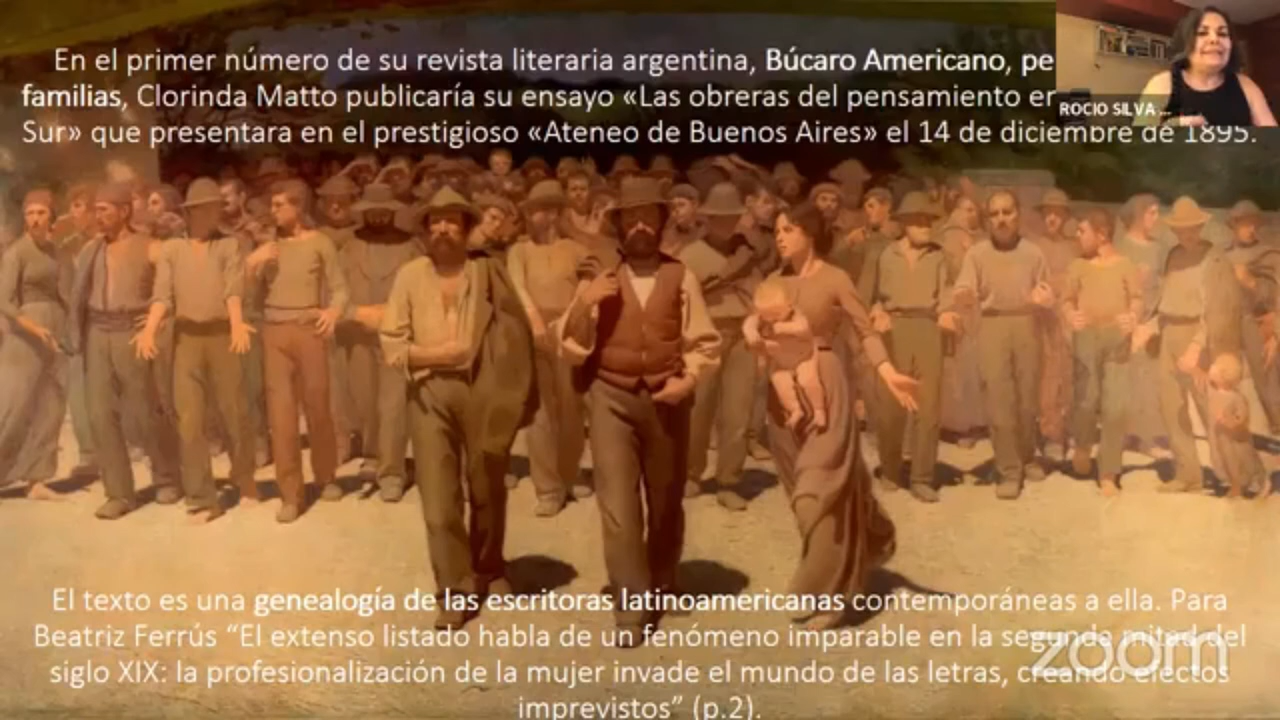 En el primer número de su revista literaria argentina, Búcaro Americano, pe
familias, Clorinda Matto publicaría su ensayo «Las obreras del pensamiento en
Sur» que presentara en el prestigioso «Ateneo de Buenos Aires» el 14 de diciembre de 1895.
ROCIO SILVA ...
El texto es una genealogía de las escritoras latinoamericanas contemporáneas a ella. Para
Beatriz Ferrús “El extenso listado habla de un fenómeno imparable en la segunda mitad del
siglo XIX: la profesionalización de la mujer invade el mundo de las letras, creando efectos
imprevistos” (p.2).
zoom